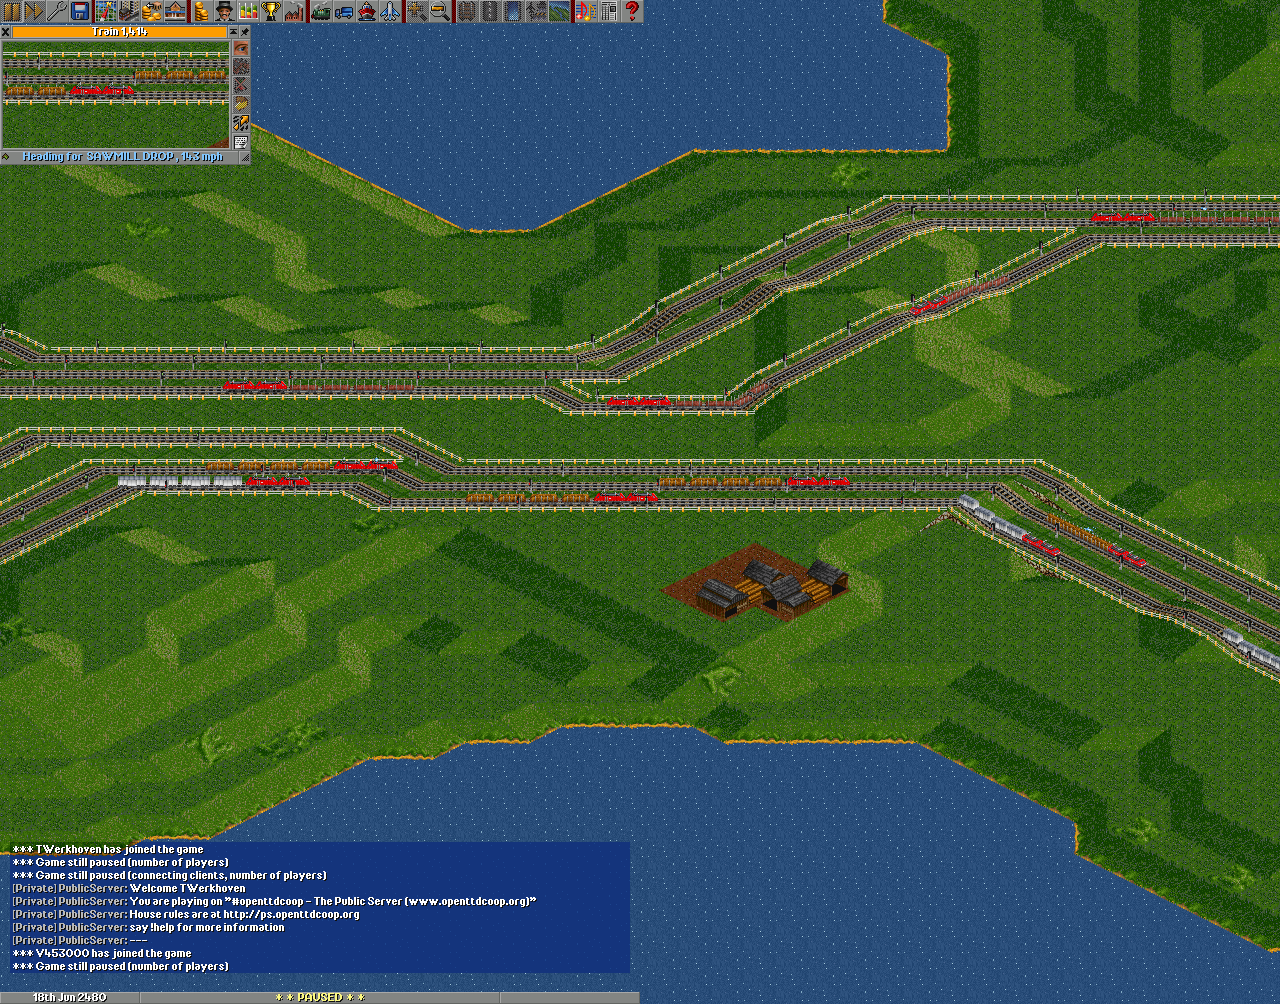 Train 1,414
Heading for SAWMILL DROP, 143 mph
*** TWerkhoven has joined the game
*** Game still paused (number of players)
*** Game still paused (connecting clients, number of players)
[Private] PublicServer: Welcome TWerkhoven
[Private] PublicServer: You are playing on "#openttdcoop - The Public Server (www.openttdcoop.org)"
[Private] PublicServer: House rules are at http://ps.openttdcoop.org
[Private] PublicServer: say !help for more information
[Private] PublicServer: ---
*** V453000 has joined the game
*** Game still paused (number of players)
18th Jun 2480
* * PAUSED * *